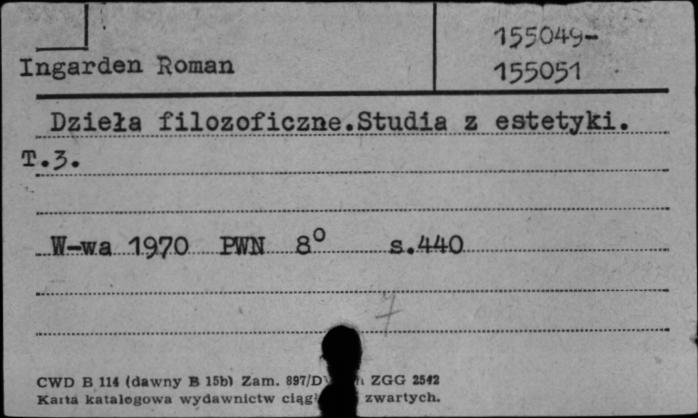 155049-
Ingarden Roman 155051
Dzieła filozoficzne.Studia z estetyki.
T.3.
W-wa 1970 PWN 8⁰ s.440
7
CWD B 114 (dawny B 15b) Zam. 897/D ZGG 2542
Karta katalogowa wydawnictw zwartych.